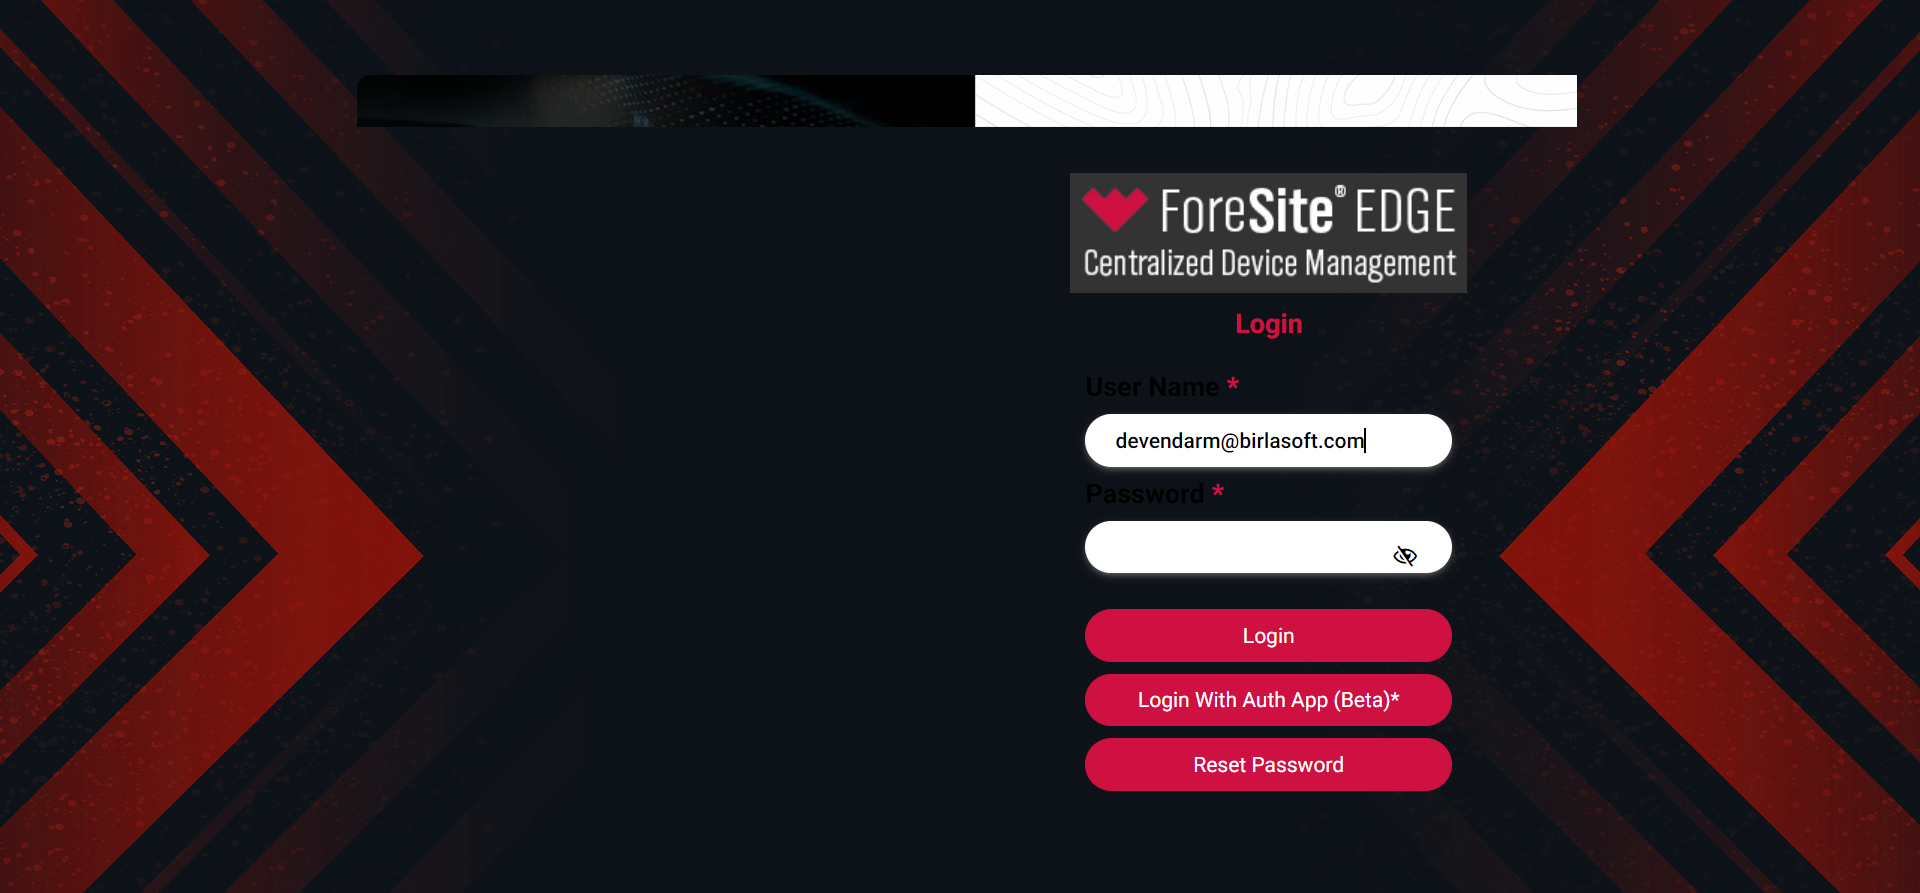 ForeSite® EDGE
Centralized Device Management
Login
User Name *
devendarm@birlasoft.com
Password *
Login
Login With Auth App (Beta)*
Reset Password